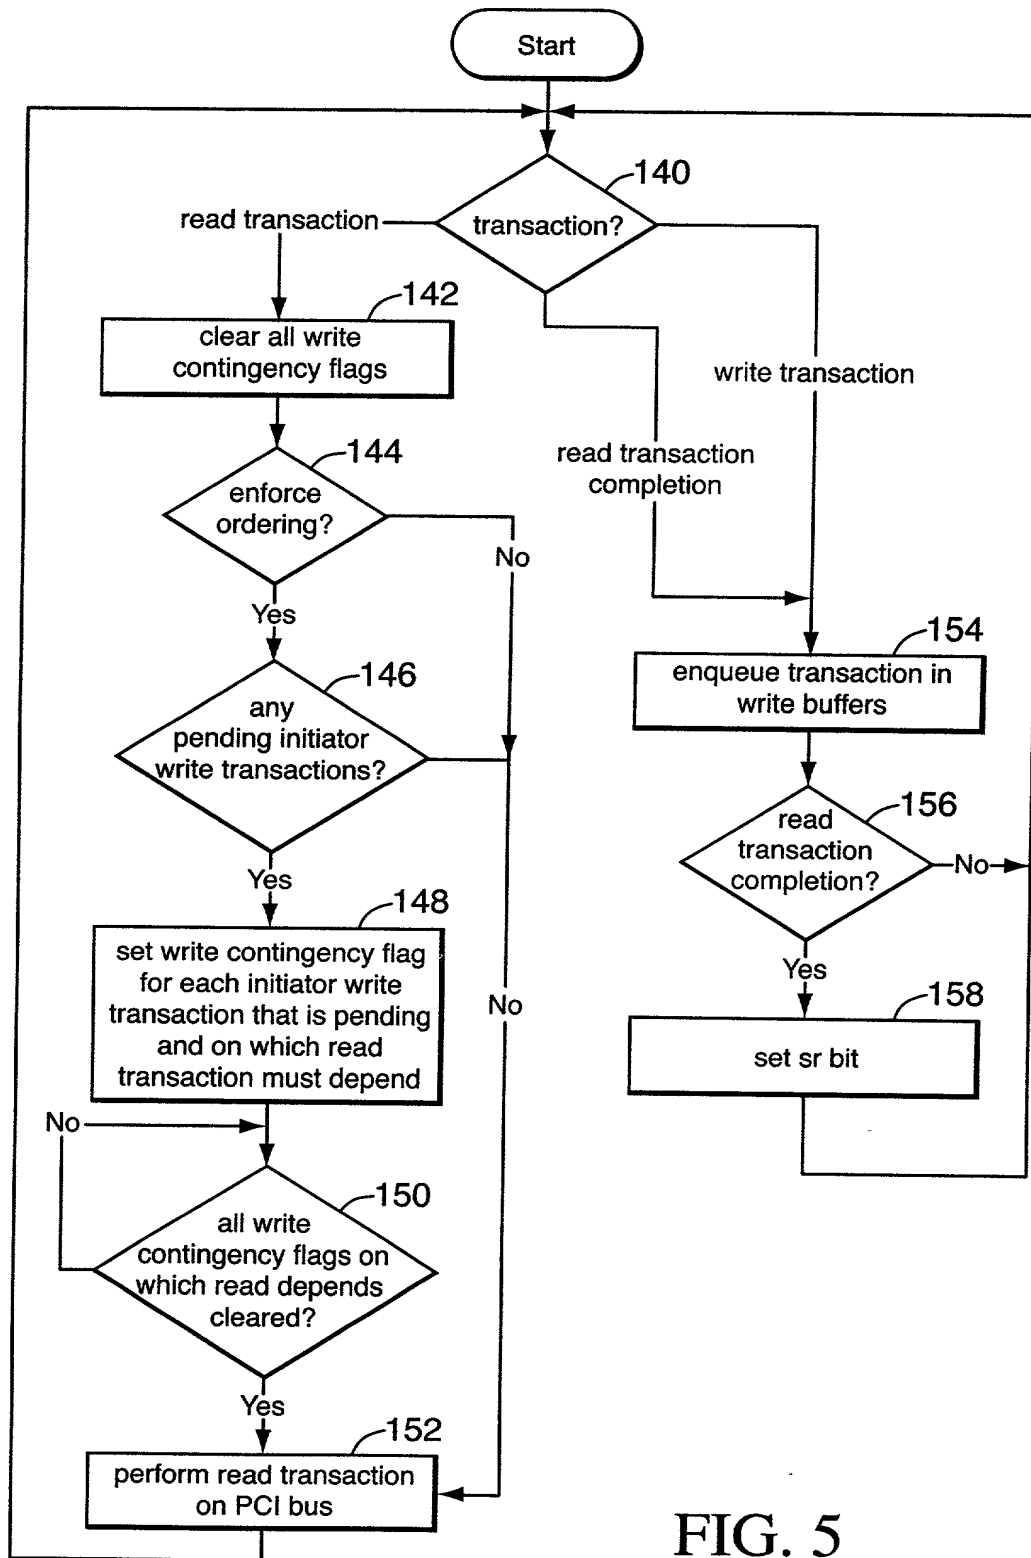 Start
140
transaction?
read transaction
142
clear all write
contingency flags
write transaction
144
enforce
ordering?
read transaction
completion
No
Yes
154
enqueue transaction in
write buffers
146
any
pending initiator
write transactions?
156
read
transaction
completion?
No
Yes
148
set write contingency flag
for each initiator write
transaction that is pending
and on which read
transaction must depend
No
Yes
158
set sr bit
No
150
all write
contingency flags on
which read depends
cleared?
Yes
152
perform read transaction
on PCI bus
FIG. 5